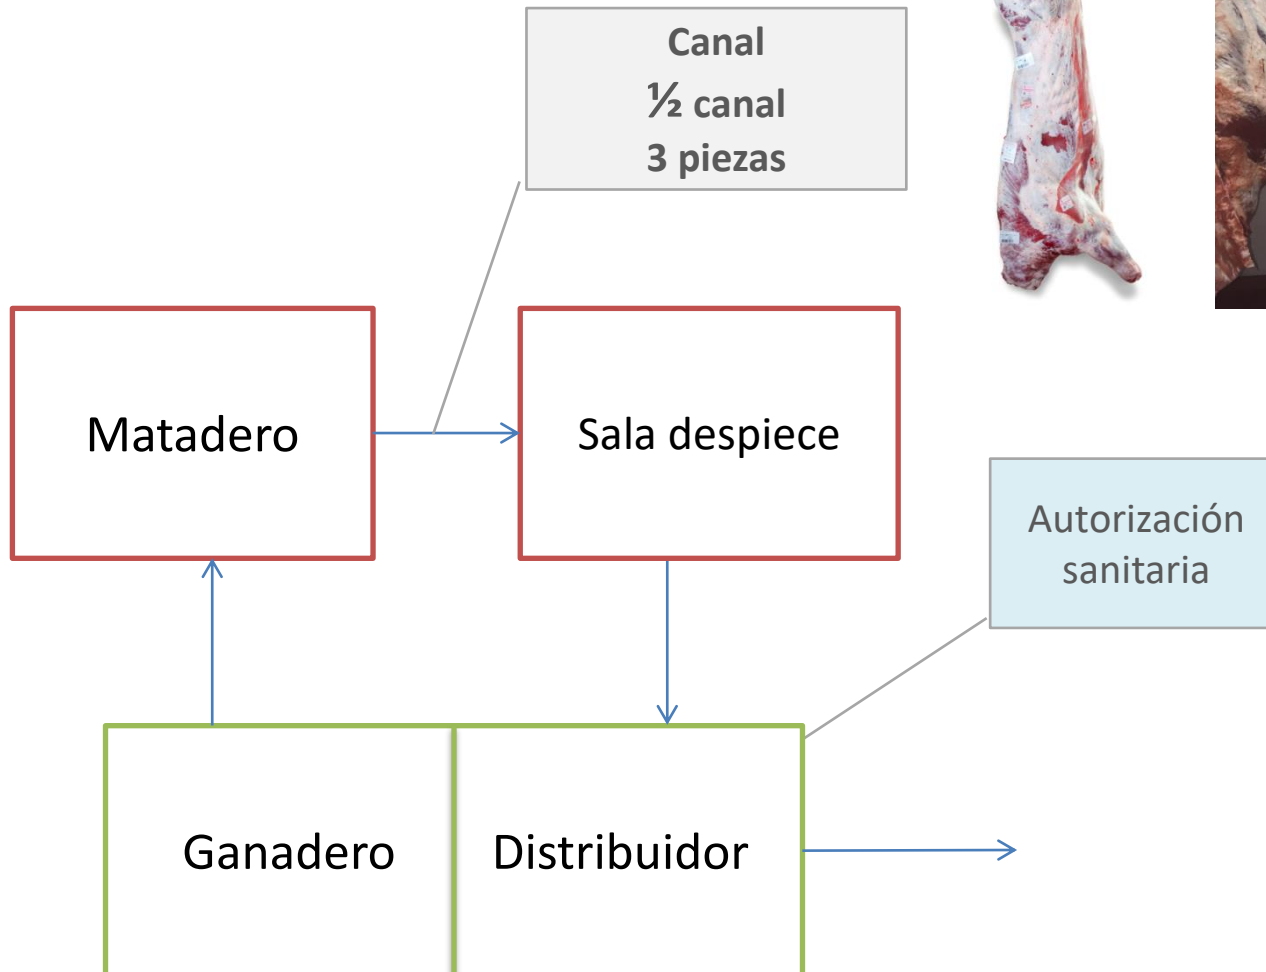 Canal
½ canal
3 piezas
Matadero
Sala despiece
Autorización
sanitaria
Ganadero
Distribuidor